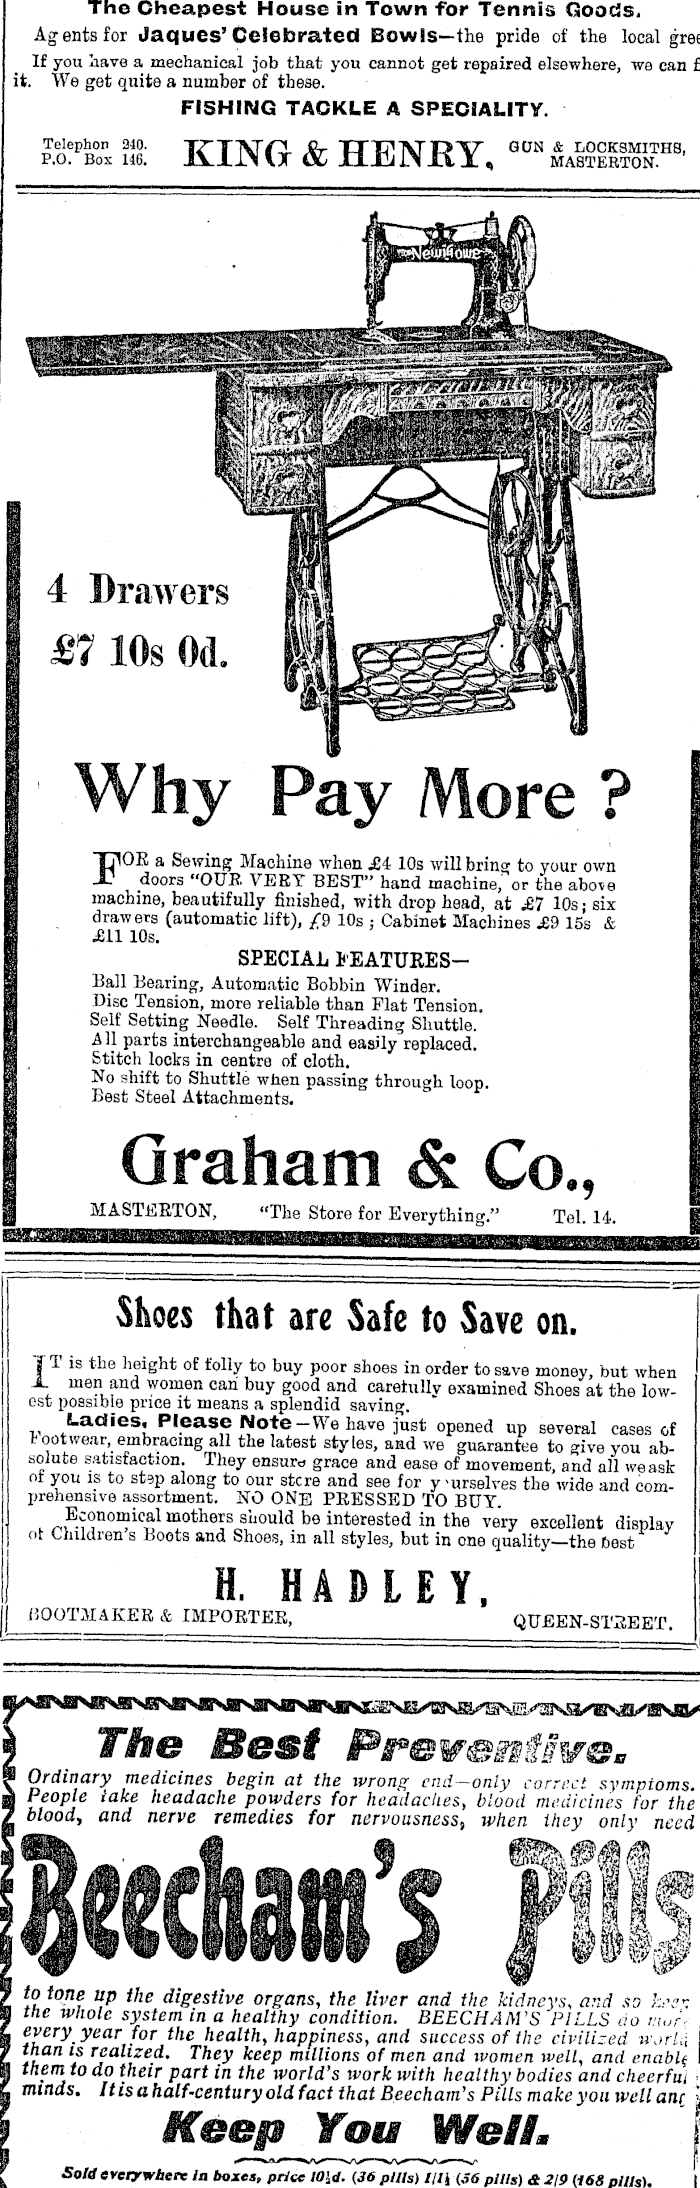 The Cheapest House in Town for Tennis Goods.
Agents for Jaques' Celebrated Bowls—the pride of the local gree
If you have a mechanical job that you cannot get repaired elsewhere, we can f
it. We get quite a number of these.
FISHING TACKLE A SPECIALITY.
Telephon 240.
P.O. Box 146.
KING & HENRY,
GUN & LOCKSMITHS,
MASTERTON.
New Home
4 Drawers
£7 10s 0d.
Why Pay More ?
FOR a Sewing Machine when £4 10s will bring to your own
doors "OUR VERY BEST" hand machine, or the above
machine, beautifully finished, with drop head, at £7 10s; six
drawers (automatic lift), £9 10s ; Cabinet Machines £9 15s &
£11 10s.
SPECIAL FEATURES—
Ball Bearing, Automatic Bobbin Winder.
Disc Tension, more reliable than Flat Tension.
Self Setting Needle. Self Threading Shuttle.
All parts interchangeable and easily replaced.
Stitch locks in centre of cloth.
No shift to Shuttle when passing through loop.
Best Steel Attachments.
Graham & Co.,
MASTERTON, "The Store for Everything." Tel. 14.
Shoes that are Safe to Save on.
IT is the height of folly to buy poor shoes in order to save money, but when
men and women can buy good and carefully examined Shoes at the low-
est possible price it means a splendid saving.
Ladies, Please Note—We have just opened up several cases of
Footwear, embracing all the latest styles, and we guarantee to give you ab-
solute satisfaction. They ensure grace and ease of movement, and all we ask
of you is to step along to our store and see for yourselves the wide and com-
prehensive assortment. NO ONE PRESSED TO BUY.
Economical mothers should be interested in the very excellent display
of Children's Boots and Shoes, in all styles, but in one quality—the best
H. HADLEY,
BOOTMAKER & IMPORTER, QUEEN-STREET.
The Best Preventive.
Ordinary medicines begin at the wrong end—only correct symptoms.
People take headache powders for headaches, blood medicines for the
blood, and nerve remedies for nervousness, when they only need
Beecham's Pills
to tone up the digestive organs, the liver and the kidneys, and so keep
the whole system in a healthy condition. BEECHAM'S PILLS do more
every year for the health, happiness, and success of the civilized world
than is realized. They keep millions of men and women well, and enable
them to do their part in the world's work with healthy bodies and cheerful
minds. It is a half-century old fact that Beecham's Pills make you well and
Keep You Well.
Sold everywhere in boxes, price 10½d. (36 pills) 1/1½ (56 pills) & 2/9 (168 pills).